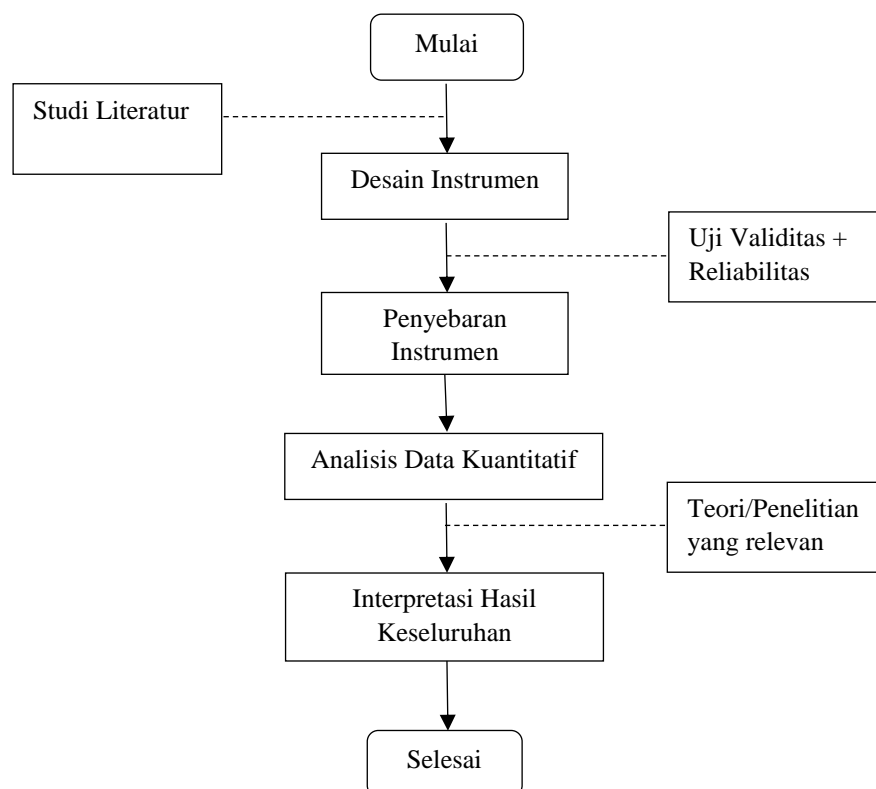 Mulai
Studi Literatur
Desain Instrumen
Uji Validitas +
Reliabilitas
Penyebaran
Instrumen
Analisis Data Kuantitatif
Teori/Penelitian
yang relevan
Interpretasi Hasil
Keseluruhan
Selesai